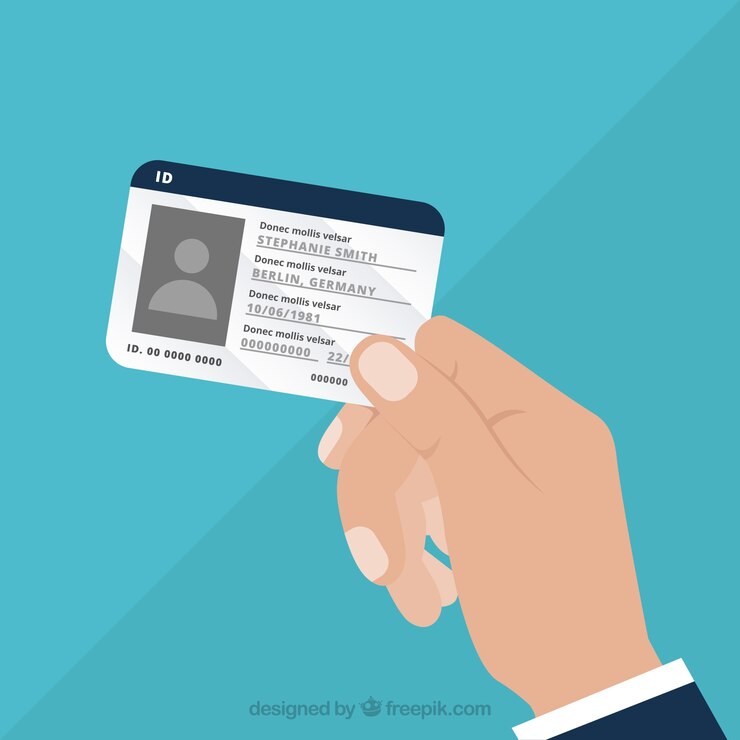 ID
Donec mollis velsar
STEPHANIE SMITH
Donec mollis velsar
BERLIN, GERMANY
Donec mollis velsar
10/06/1981
Donec mollis velsar
000000000 22/
ID. 00 0000 0000
000000
designed by freepik.com